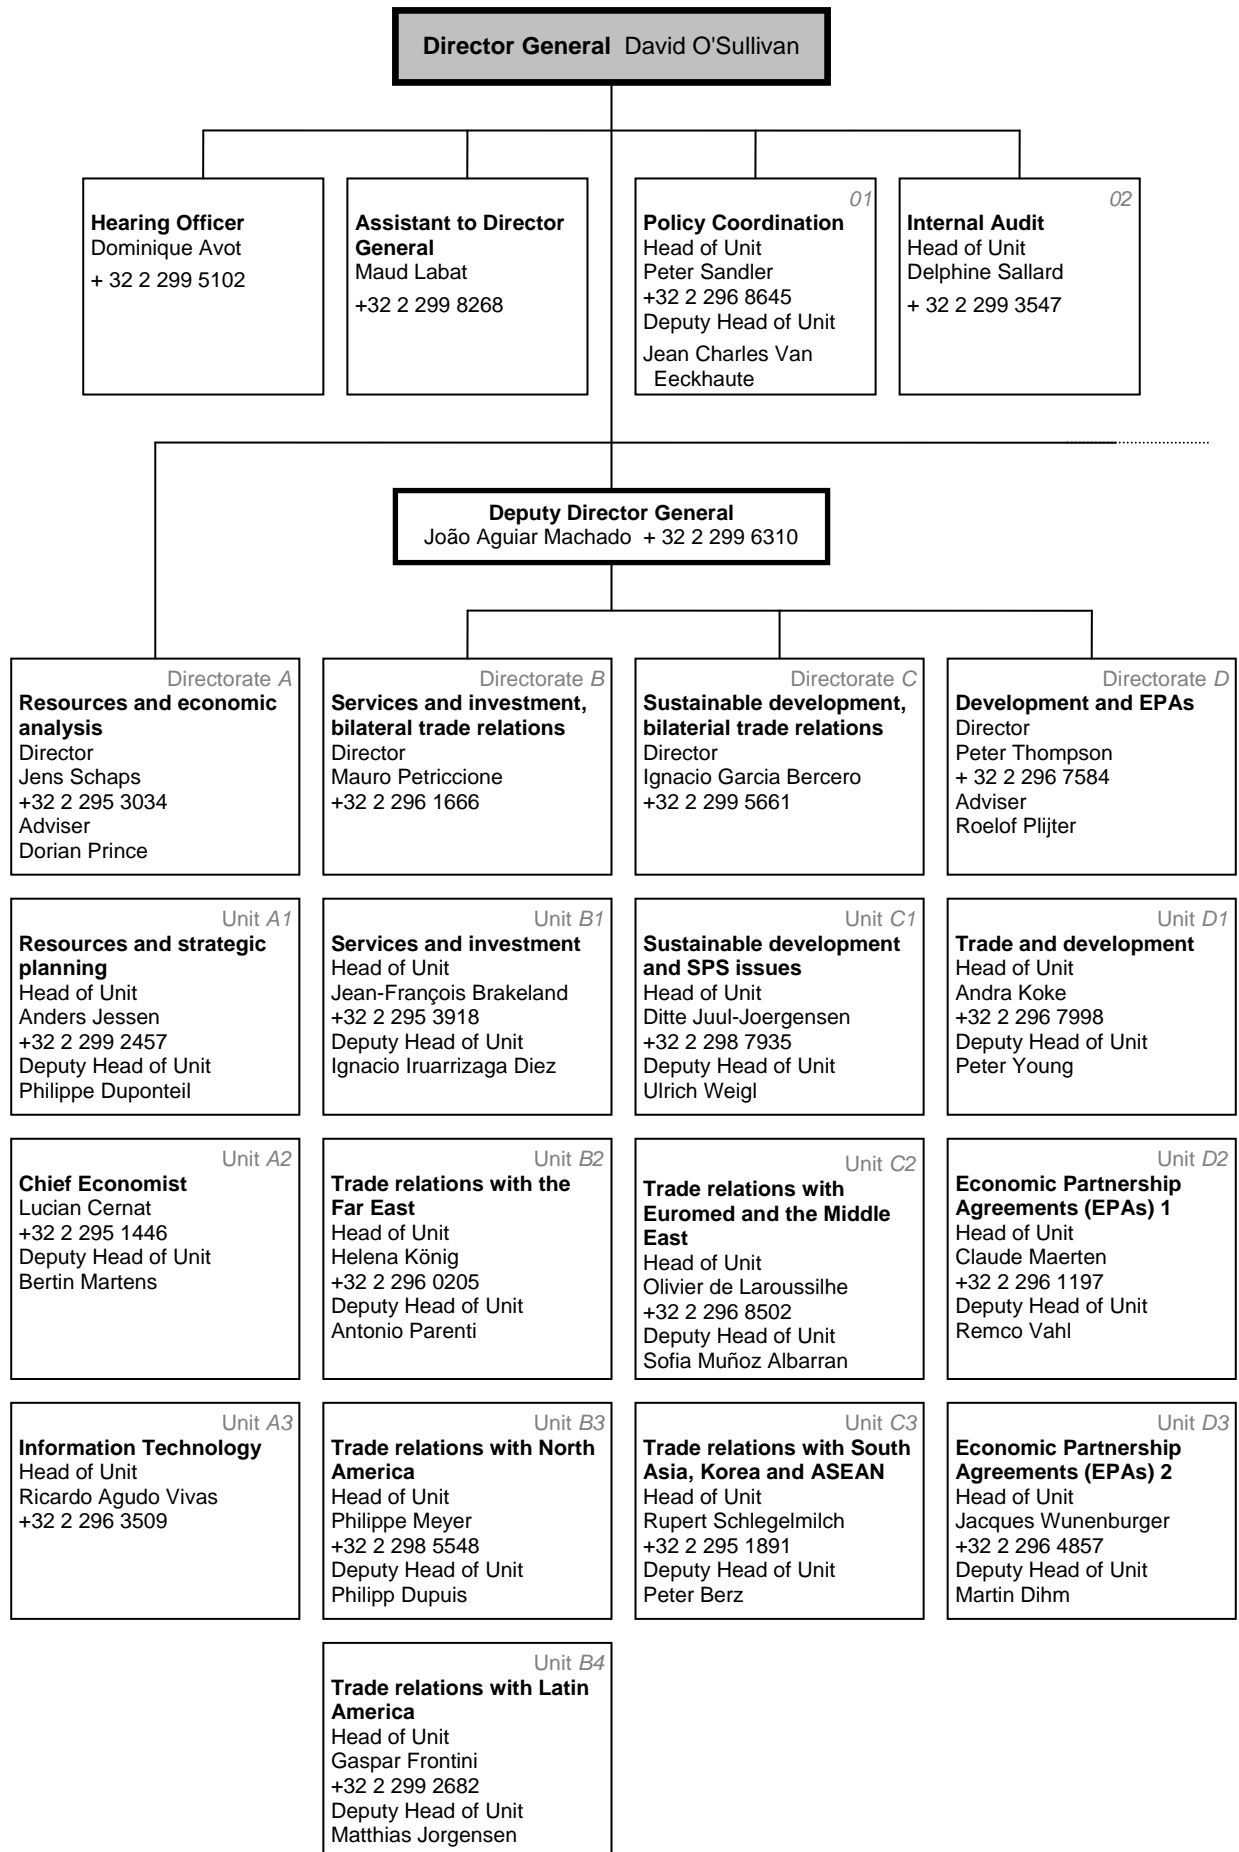 Director General David O'Sullivan
Hearing Officer
Dominique Avot
+ 32 2 299 5102
Assistant to Director
General
Maud Labat
+32 2 299 8268
01
Policy Coordination
Head of Unit
Peter Sandler
+32 2 296 8645
Deputy Head of Unit
Jean Charles Van
Eeckhaute
02
Internal Audit
Head of Unit
Delphine Sallard
+ 32 2 299 3547
Deputy Director General
João Aguiar Machado + 32 2 299 6310
Directorate A
Resources and economic
analysis
Director
Jens Schaps
+32 2 295 3034
Adviser
Dorian Prince
Directorate B
Services and investment,
bilateral trade relations
Director
Mauro Petriccione
+32 2 296 1666
Directorate C
Sustainable development,
bilaterial trade relations
Director
Ignacio Garcia Bercero
+32 2 299 5661
Directorate D
Development and EPAs
Director
Peter Thompson
+ 32 2 296 7584
Adviser
Roelof Plijter
Unit A1
Resources and strategic
planning
Head of Unit
Anders Jessen
+32 2 299 2457
Deputy Head of Unit
Philippe Duponteil
Unit B1
Services and investment
Head of Unit
Jean-François Brakeland
+32 2 295 3918
Deputy Head of Unit
Ignacio Iruarrizaga Diez
Unit C1
Sustainable development
and SPS issues
Head of Unit
Ditte Juul-Joergensen
+32 2 298 7935
Deputy Head of Unit
Ulrich Weigl
Unit D1
Trade and development
Head of Unit
Andra Koke
+32 2 296 7998
Deputy Head of Unit
Peter Young
Unit A2
Chief Economist
Lucian Cernat
+32 2 295 1446
Deputy Head of Unit
Bertin Martens
Unit B2
Trade relations with the
Far East
Head of Unit
Helena König
+32 2 296 0205
Deputy Head of Unit
Antonio Parenti
Unit C2
Trade relations with
Euromed and the Middle
East
Head of Unit
Olivier de Laroussilhe
+32 2 296 8502
Deputy Head of Unit
Sofia Muñoz Albarran
Unit D2
Economic Partnership
Agreements (EPAs) 1
Head of Unit
Claude Maerten
+32 2 296 1197
Deputy Head of Unit
Remco Vahl
Unit A3
Information Technology
Head of Unit
Ricardo Agudo Vivas
+32 2 296 3509
Unit B3
Trade relations with North
America
Head of Unit
Philippe Meyer
+32 2 298 5548
Deputy Head of Unit
Philipp Dupuis
Unit C3
Trade relations with South
Asia, Korea and ASEAN
Head of Unit
Rupert Schlegelmilch
+32 2 295 1891
Deputy Head of Unit
Peter Berz
Unit D3
Economic Partnership
Agreements (EPAs) 2
Head of Unit
Jacques Wunenburger
+32 2 296 4857
Deputy Head of Unit
Martin Dihm
Unit B4
Trade relations with Latin
America
Head of Unit
Gaspar Frontini
+32 2 299 2682
Deputy Head of Unit
Matthias Jorgensen